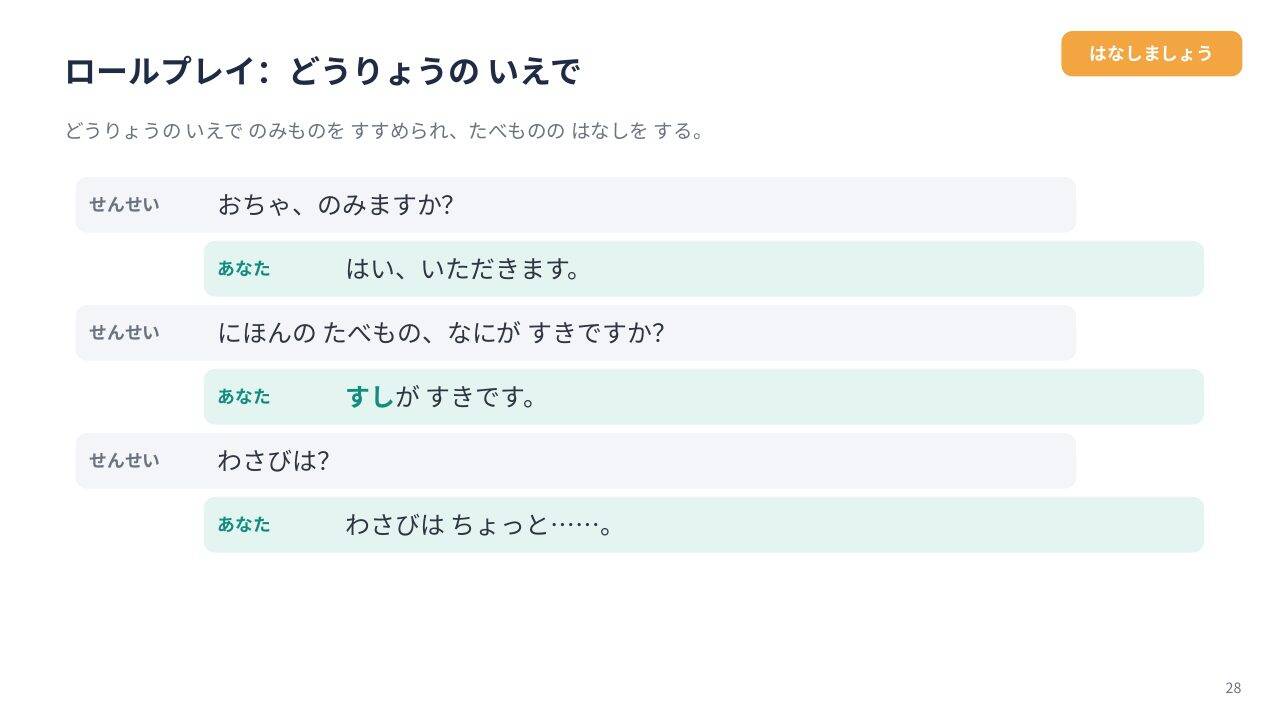 はなしましょう
ロールプレイ：どうりょうの いえで
どうりょうの いえで のみものを すすめられ、たべものの はなしを する。
せんせい おちゃ、のみますか？
あなた はい、いただきます。
せんせい にほんの たべもの、なにが すきですか？
あなた すしが すきです。
せんせい わさびは？
あなた わさびは ちょっと……。
28